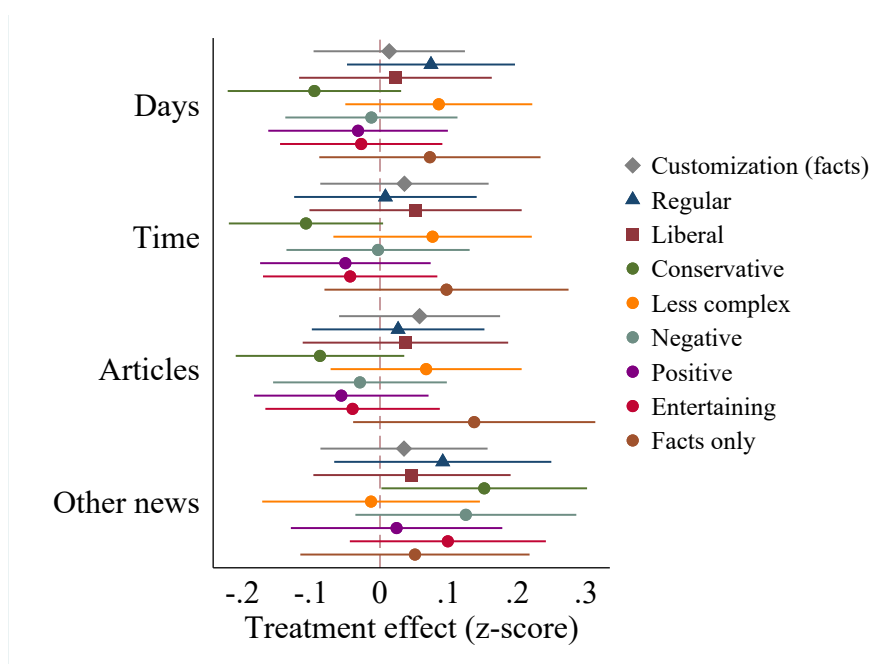 Days
Time
Articles
Other news
-.2 -.1 0 .1 .2 .3
Treatment effect (z-score)
Customization (facts)
Regular
Liberal
Conservative
Less complex
Negative
Positive
Entertaining
Facts only